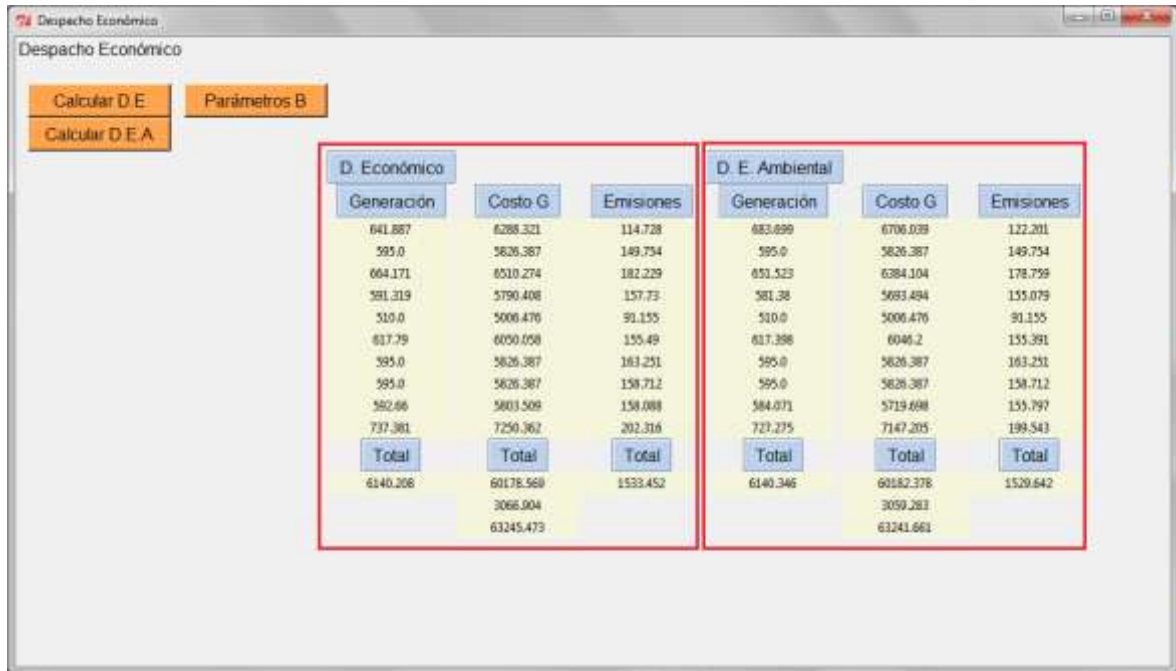 Despacho Económico
Despacho Económico
Calcular D.E Parámetros B
Calcular D.E.A
D. Económico D. E. Ambiental
Generación Costo G Emisiones Generación Costo G Emisiones
641.887 6288.321 114.728 683.699 6706.039 122.201
595.0 5826.387 149.754 595.0 5826.387 149.754
664.171 6510.274 182.229 651.523 6384.104 178.759
591.319 5790.408 157.73 581.38 5693.494 155.079
510.0 5006.476 91.155 510.0 5006.476 91.155
617.79 6050.058 155.49 617.398 6046.2 155.391
595.0 5826.387 163.251 595.0 5826.387 163.251
595.0 5826.387 158.712 595.0 5826.387 158.712
592.66 5803.509 158.088 584.071 5719.698 155.797
737.381 7250.362 202.316 727.275 7147.205 199.543
Total Total Total Total Total Total
6140.208 60178.569 1533.452 6140.346 60182.378 1529.642
3066.904 3059.283
63245.473 63241.661